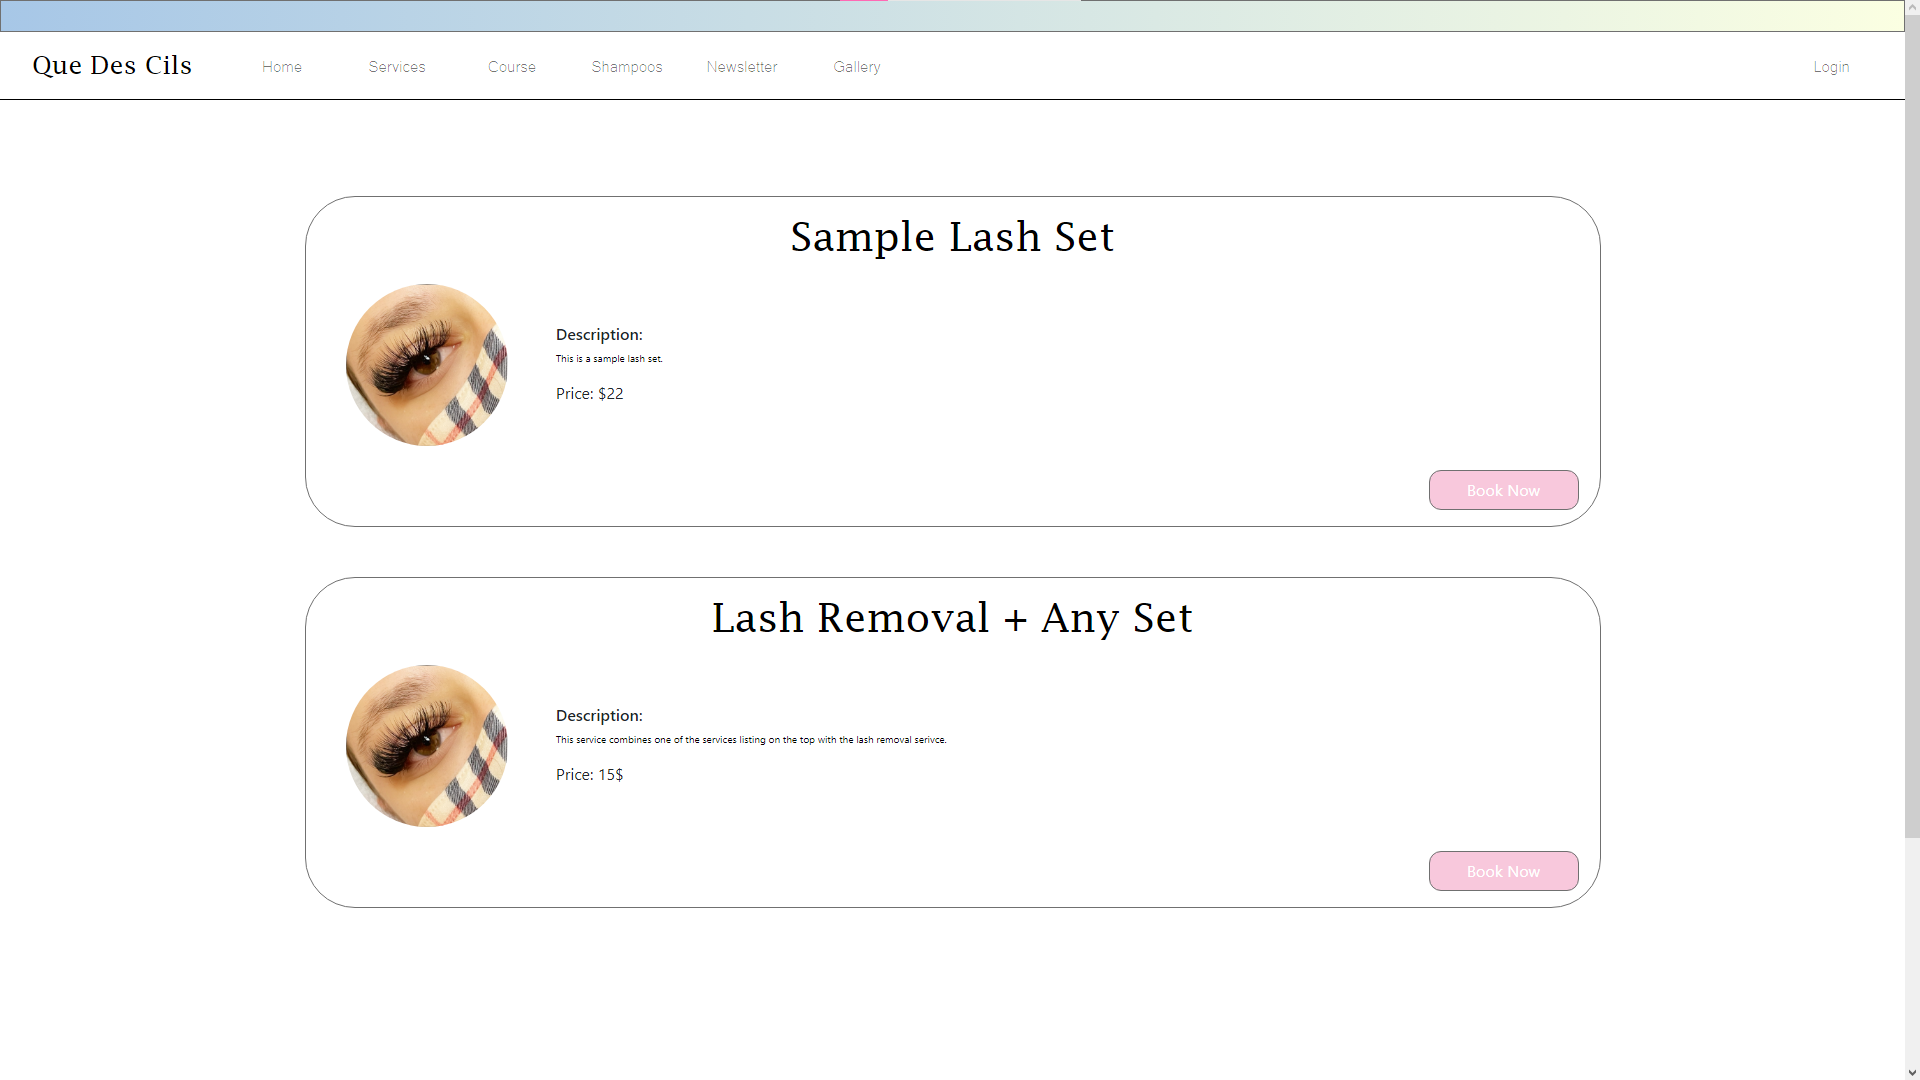 Que Des Cils
Home
Services
Course
Shampoos
Newsletter
Gallery
Login
Sample Lash Set
Description:
This is a sample lash set.
Price: $22
Book Now
Lash Removal + Any Set
Description:
This service combines one of the services listing on the top with the lash removal serivce.
Price: 15$
Book Now